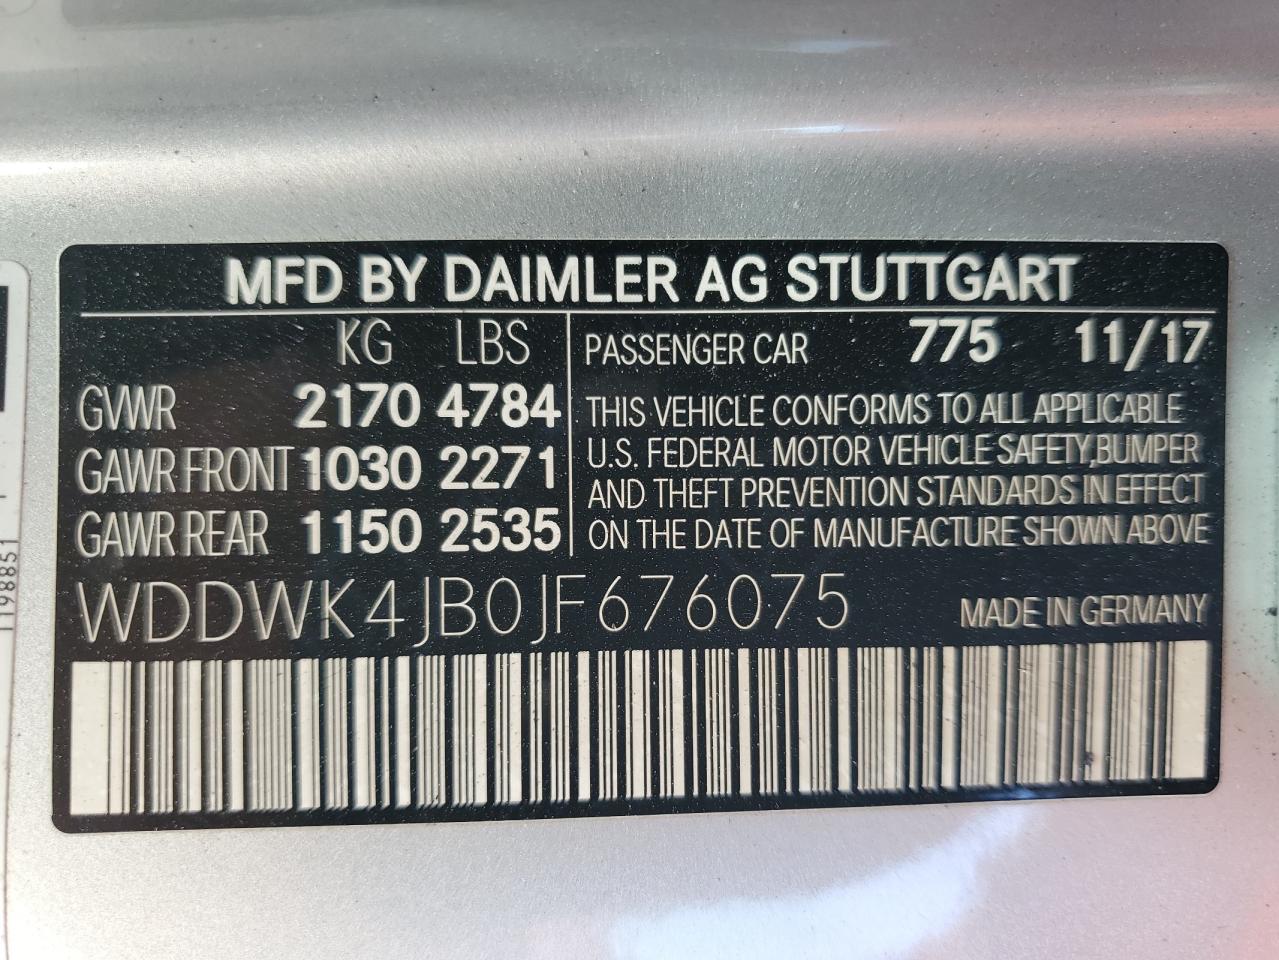 MFD BY DAIMLER AG STUTTGART
KG LBS
GVWR 2170 4784
GAWR FRONT 1030 2271
GAWR REAR 1150 2535
PASSENGER CAR 775 11/17
THIS VEHICLE CONFORMS TO ALL APPLICABLE
U.S. FEDERAL MOTOR VEHICLE SAFETY,BUMPER
AND THEFT PREVENTION STANDARDS IN EFFECT
ON THE DATE OF MANUFACTURE SHOWN ABOVE
WDDWK4JB0JF676075 MADE IN GERMANY